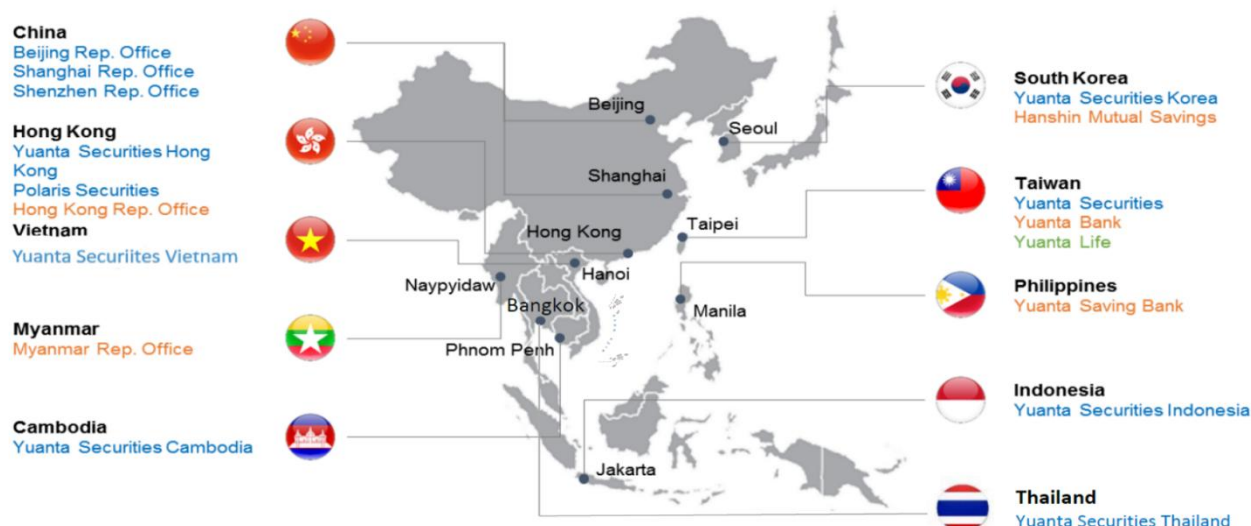 China
Beijing Rep. Office
Shanghai Rep. Office
Shenzhen Rep. Office
Hong Kong
Yuanta Securities Hong
Kong
Polaris Securities
Hong Kong Rep. Office
Vietnam
Yuanta Securiites Vietnam
Myanmar
Myanmar Rep. Office
Cambodia
Yuanta Securities Cambodia
Beijing
Seoul
Shanghai
Taipei
Hong Kong
Hanoi
Naypyidaw
Bangkok
Manila
Phnom Penh
Jakarta
South Korea
Yuanta Securities Korea
Hanshin Mutual Savings
Taiwan
Yuanta Securities
Yuanta Bank
Yuanta Life
Philippines
Yuanta Saving Bank
Indonesia
Yuanta Securities Indonesia
Thailand
Yuanta Securities Thailand